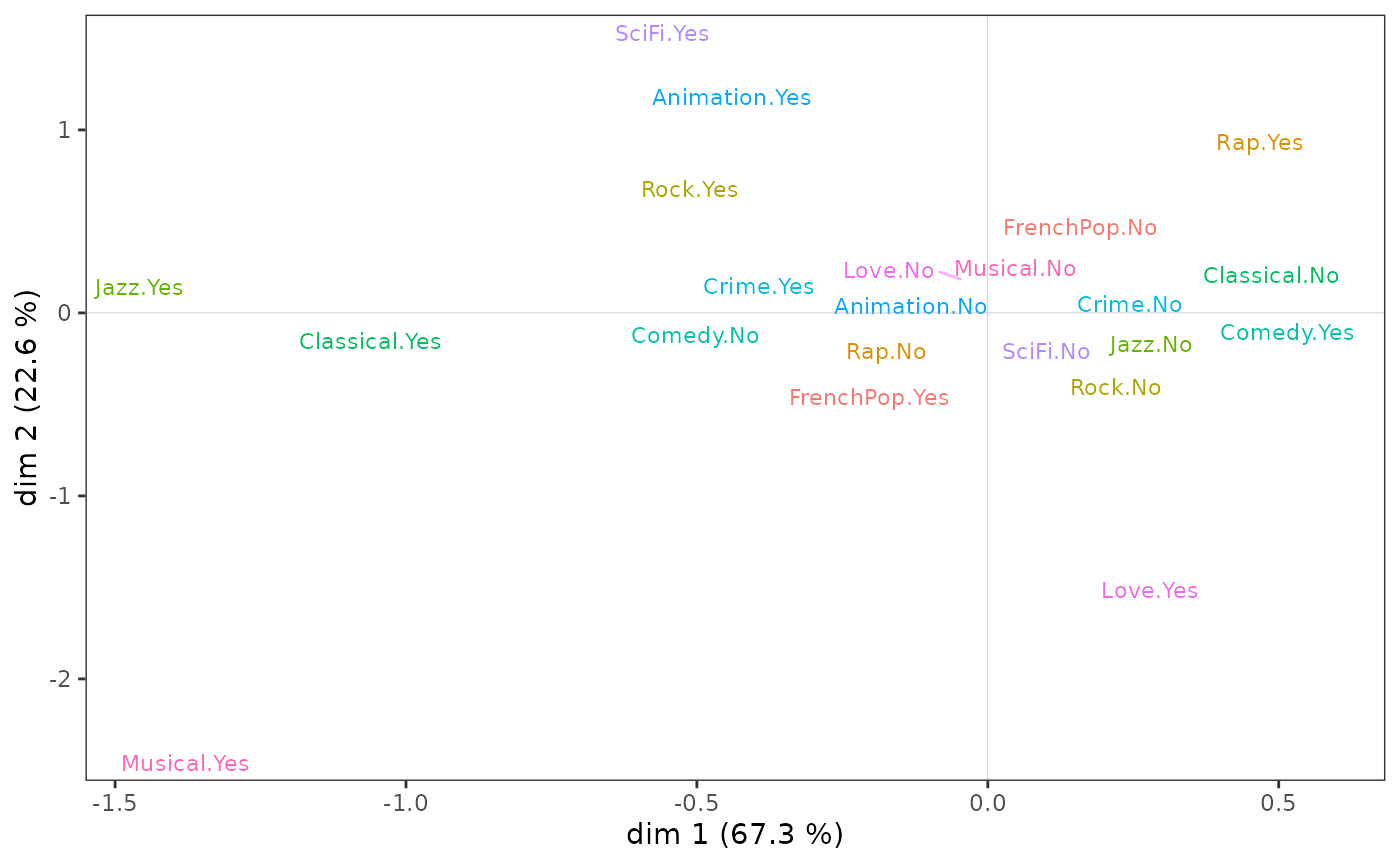 SciFi.Yes
Animation.Yes
1
Rap.Yes
Rock.Yes
FrenchPop.No
Love.No
Musical.No
Classical.No
Jazz.Yes
Crime.Yes
Animation.No
Crime.No
0
Classical.Yes
Comedy.No
Comedy.Yes
Rap.No
SciFi.No
Jazz.No
Rock.No
FrenchPop.Yes
dim 2 (22.6 %)
-1
Love.Yes
-2
Musical.Yes
-1.5
-1.0
-0.5
0.0
0.5
dim 1 (67.3 %)